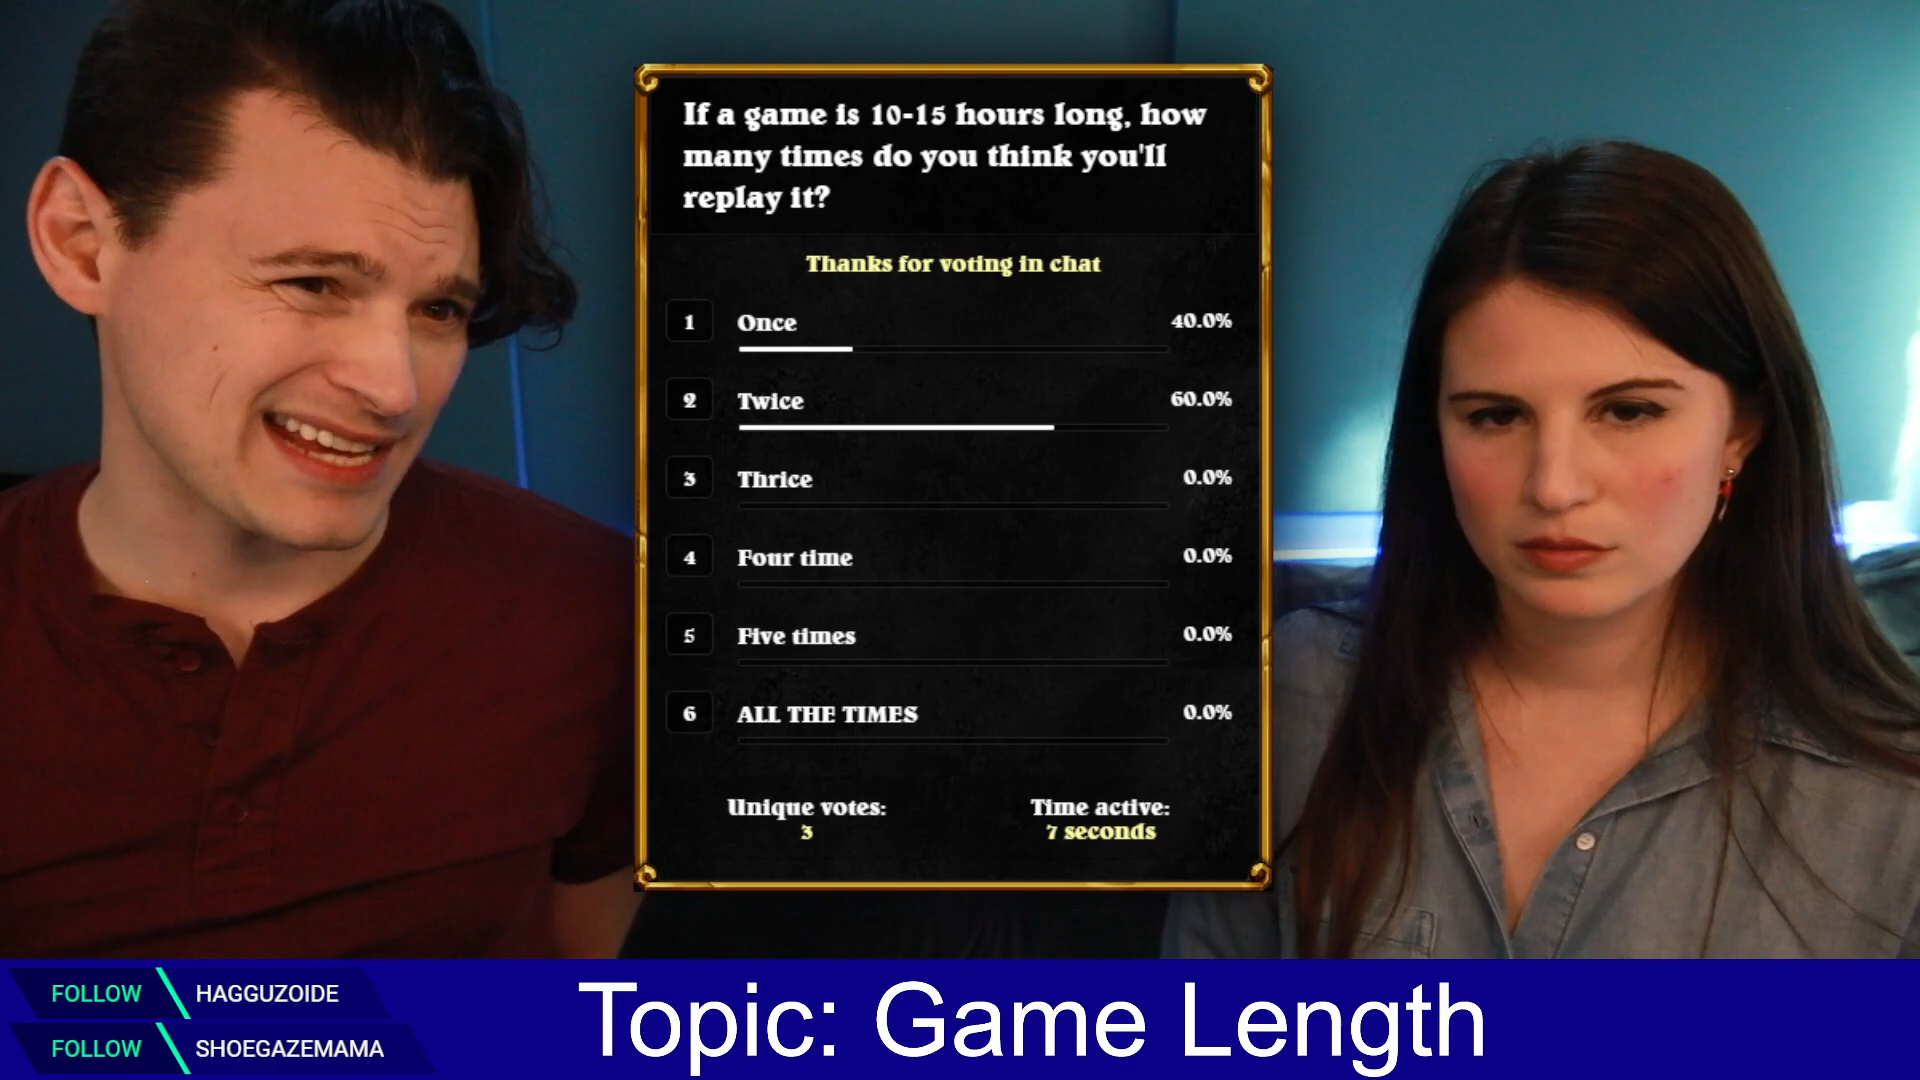 If a game is 10-15 hours long, how
many times do you think you'll
replay it?
Thanks for voting in chat
1 Once 40.0%
2 Twice 60.0%
3 Thrice 0.0%
4 Four time 0.0%
5 Five times 0.0%
6 ALL THE TIMES 0.0%
Unique votes: Time active:
3 7 seconds
FOLLOW HAGGUZOIDE
FOLLOW SHOEGAZEMAMA
Topic: Game Length